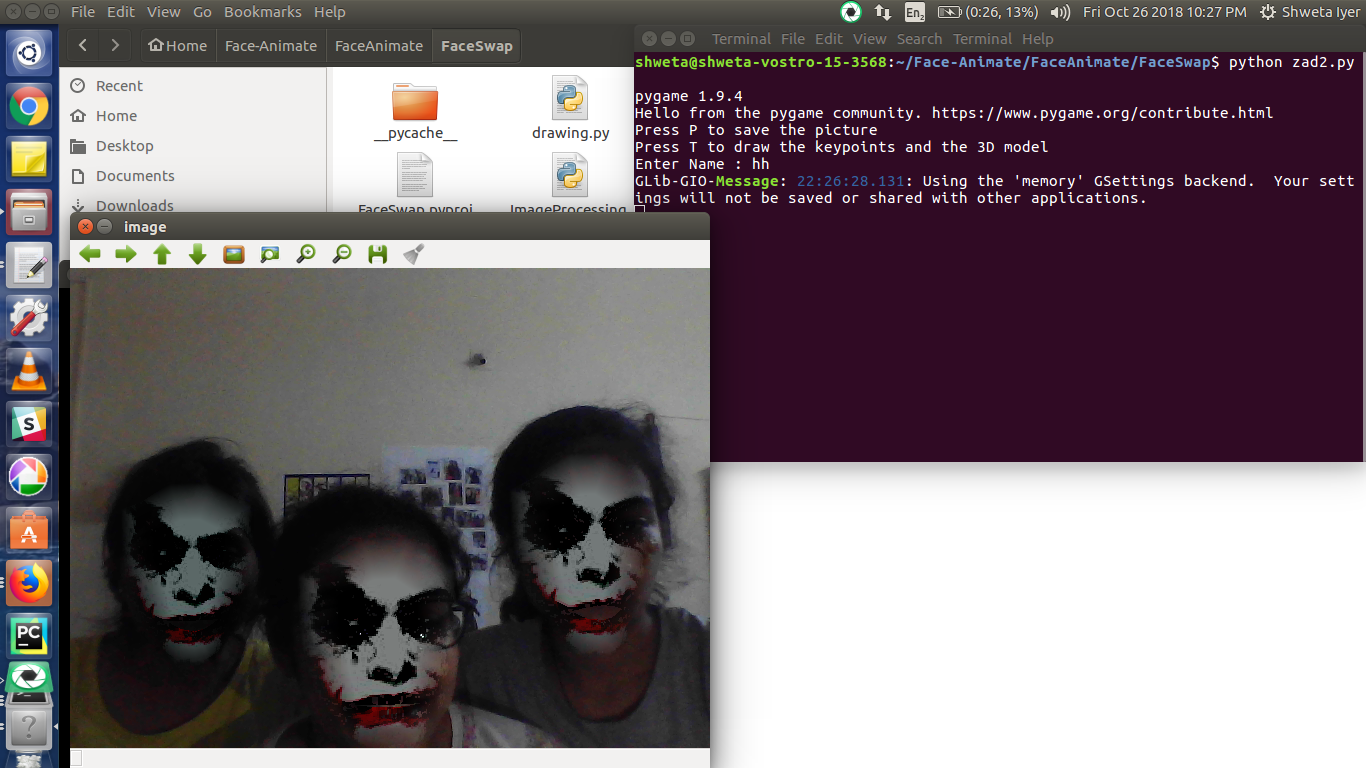 File Edit View Go Bookmarks Help
En2 (0:26, 13%) Fri Oct 26 2018 10:27 PM Shweta Iyer
Home Face-Animate FaceAnimate FaceSwap
Recent
Home
Desktop
Documents
Downloads
__pycache__
drawing.py
FaceSwap.pyproj
ImageProcessing
Terminal File Edit View Search Terminal Help
shweta@shweta-vostro-15-3568:~/Face-Animate/FaceAnimate/FaceSwap$ python zad2.py
pygame 1.9.4
Hello from the pygame community. https://www.pygame.org/contribute.html
Press P to save the picture
Press T to draw the keypoints and the 3D model
Enter Name : hh
GLib-GIO-Message: 22:26:28.131: Using the 'memory' GSettings backend.  Your sett
ings will not be saved or shared with other applications.
image
S
A
PC
?